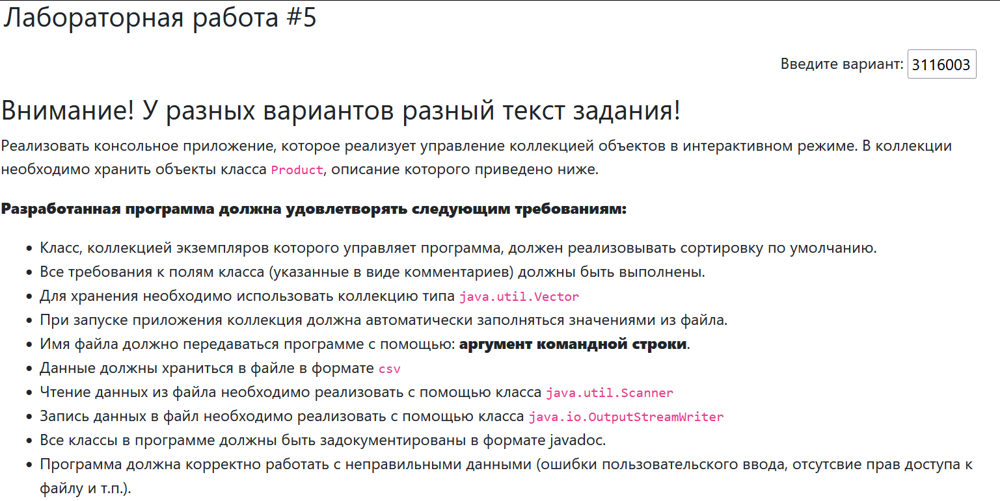 Лабораторная работа #5
Введите вариант: 3116003
Внимание! У разных вариантов разный текст задания!
Реализовать консольное приложение, которое реализует управление коллекцией объектов в интерактивном режиме. В коллекции
необходимо хранить объекты класса Product, описание которого приведено ниже.
Разработанная программа должна удовлетворять следующим требованиям:
• Класс, коллекцией экземпляров которого управляет программа, должен реализовывать сортировку по умолчанию.
• Все требования к полям класса (указанные в виде комментариев) должны быть выполнены.
• Для хранения необходимо использовать коллекцию типа java.util.Vector
• При запуске приложения коллекция должна автоматически заполняться значениями из файла.
• Имя файла должно передаваться программе с помощью: аргумент командной строки.
• Данные должны храниться в файле в формате csv
• Чтение данных из файла необходимо реализовать с помощью класса java.util.Scanner
• Запись данных в файл необходимо реализовать с помощью класса java.io.OutputStreamWriter
• Все классы в программе должны быть задокументированы в формате javadoc.
• Программа должна корректно работать с неправильными данными (ошибки пользовательского ввода, отсутсвие прав доступа к
файлу и т.п.).